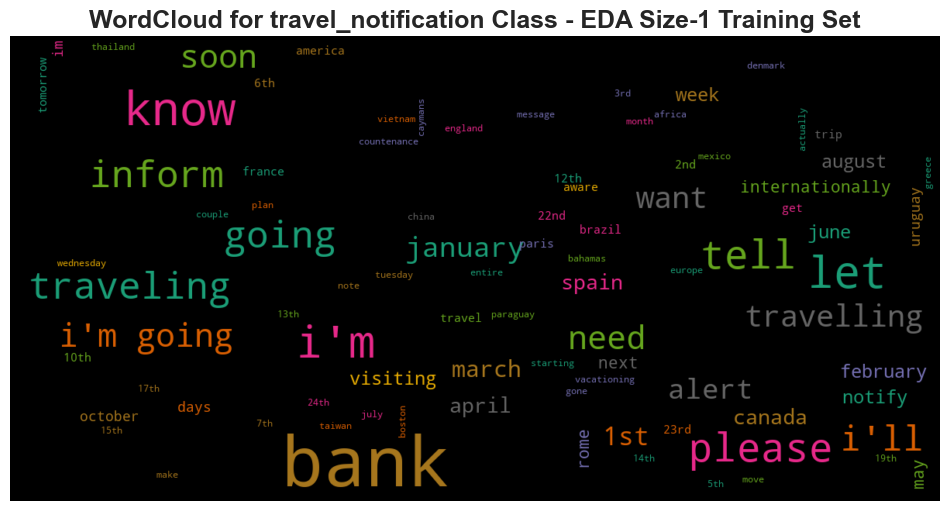 WordCloud for travel_notification Class - EDA Size-1 Training Set
thailand
im
soon
america
tomorrow
6th
denmark
know
3rd
week
vietnam
caymans
message
africa
england
month
actually
trip
countenance
inform
france
12th
aware
2nd
mexico
august
want
internationally
greece
couple
plan
china
22nd
get
uruguay
going
january
paris
brazil
june
wednesday
tuesday
entire
bahamas
europe
tell
let
traveling
note
spain
13th
travel
paraguay
travelling
i'm going
i'm
need
10th
visiting
march
starting
next
february
17th
vacationing
gone
alert
notify
october
days
24th
july
april
canada
15th
7th
taiwan
boston
rome
1st
23rd
please
i'll
bank
14th
19th
make
5th
move
may